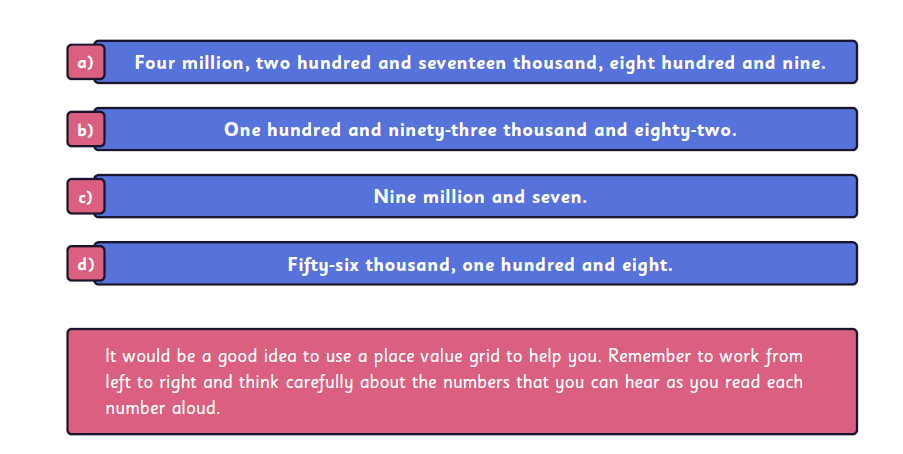 a) Four million, two hundred and seventeen thousand, eight hundred and nine.
b) One hundred and ninety-three thousand and eighty-two.
c) Nine million and seven.
d) Fifty-six thousand, one hundred and eight.
It would be a good idea to use a place value grid to help you. Remember to work from
left to right and think carefully about the numbers that you can hear as you read each
number aloud.